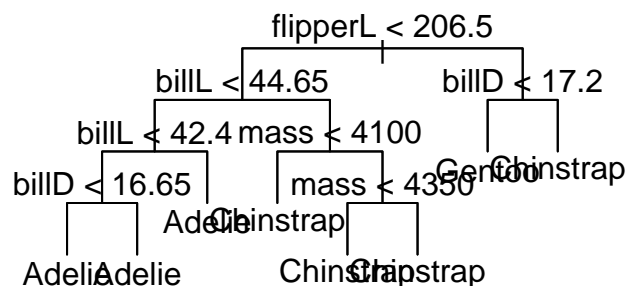 flipperL < 206.5
billL < 44.65 billD < 17.2
billL < 42.4 mass < 4100
Gentoo Chinstrap
billD < 16.65 mass < 4350
Adelie Chinstrap
Adelie Adelie Chinstrap Chinstrap